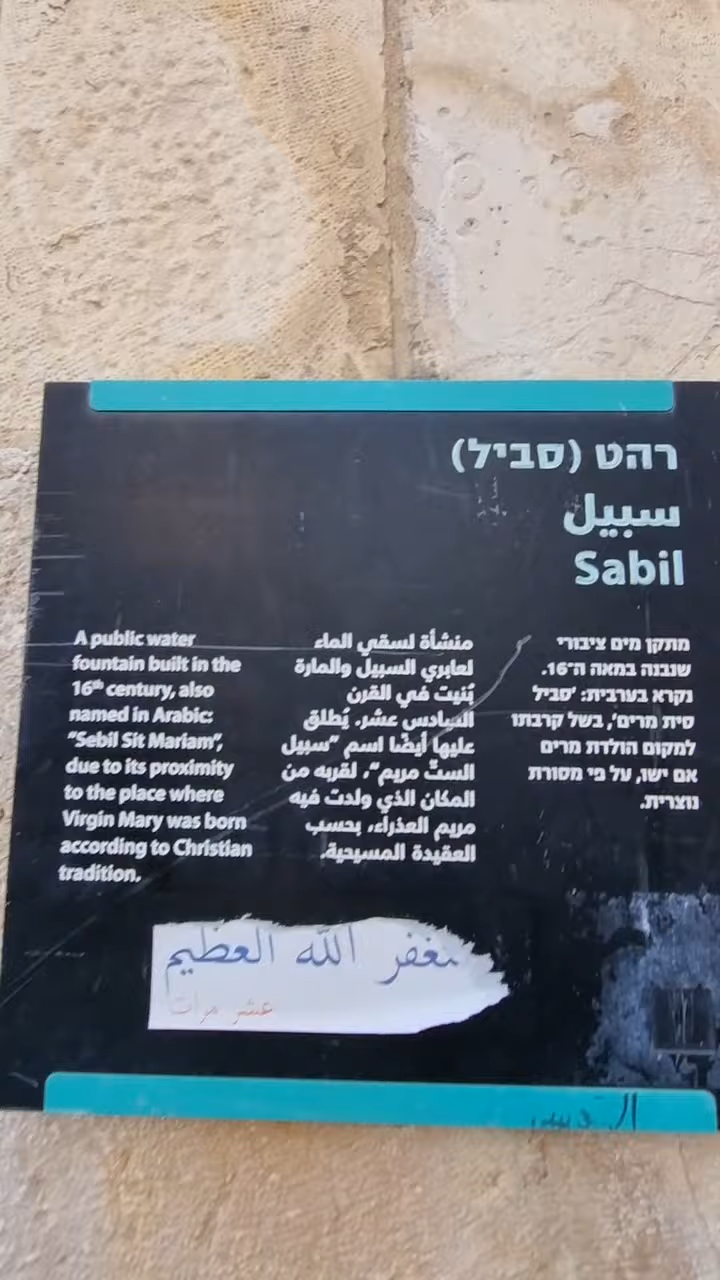 רהט (סביל)
سبيل
Sabil
מתקן מים ציבורי
שנבנה במאה ה־16.
נקרא בערבית: 'סביל
סית מרים', בשל קרבתו
למקום הולדת מרים
אם ישו, על פי מסורת
נוצרית.
منشأة لسقي الماء
لعابري السبيل والمارة
بُنيت في القرن
السادس عشر. يُطلق
عليها أيضًا اسم "سبيل
الستّ مريم"، لقربه من
المكان الذي ولدت فيه
مريم العذراء، بحسب
العقيدة المسيحية.
A public water
fountain built in the
16th century, also
named in Arabic:
"Sebil Sit Mariam",
due to its proximity
to the place where
Virgin Mary was born
according to Christian
tradition.
الله العظيم
عشر مرات